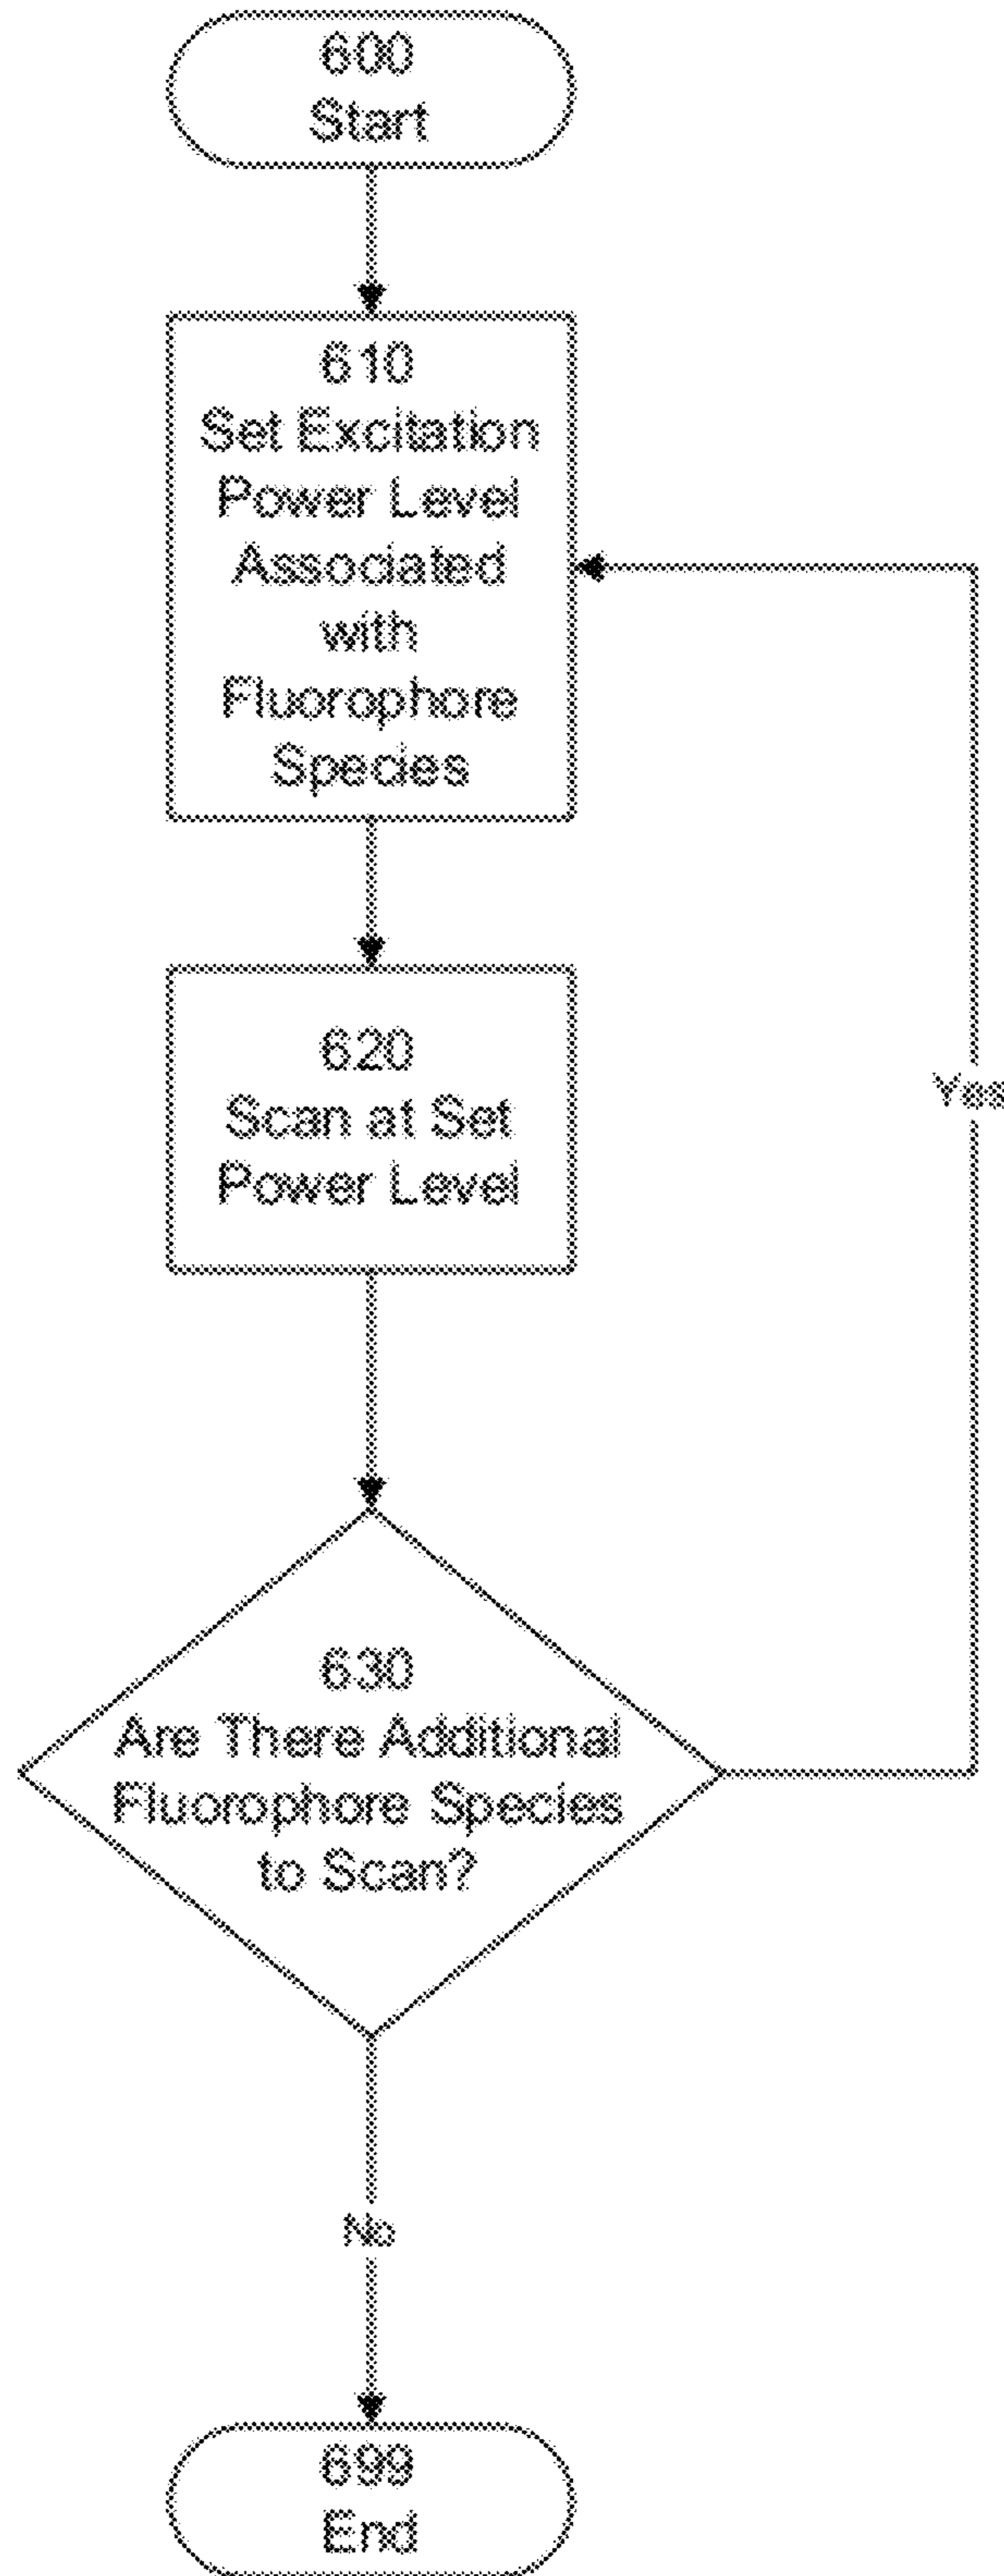 600
Start
610
Set Excitation
Power Level
Associated
with
Fluorophore
Species
620
Scan at Set
Power Level
Yes
630
Are There Additional
Fluorophore Species
to Scan?
No
699
End